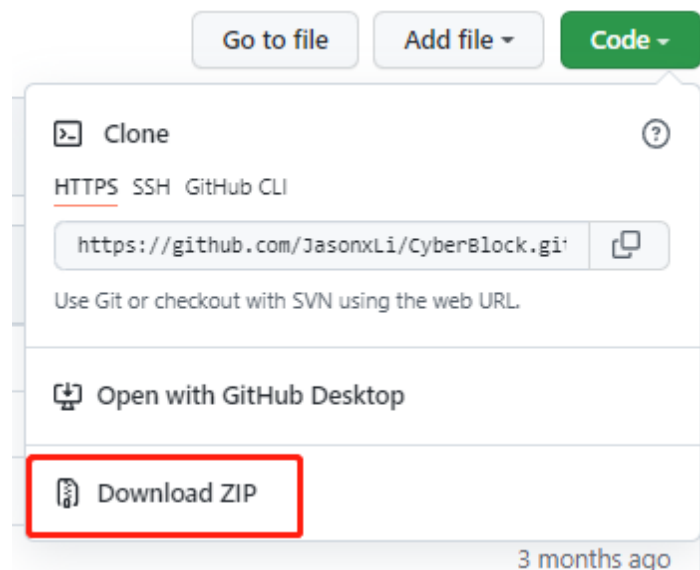 Go to file Add file Code
Clone
HTTPS SSH GitHub CLI
https://github.com/JasonxLi/CyberBlock.git
Use Git or checkout with SVN using the web URL.
Open with GitHub Desktop
Download ZIP
3 months ago